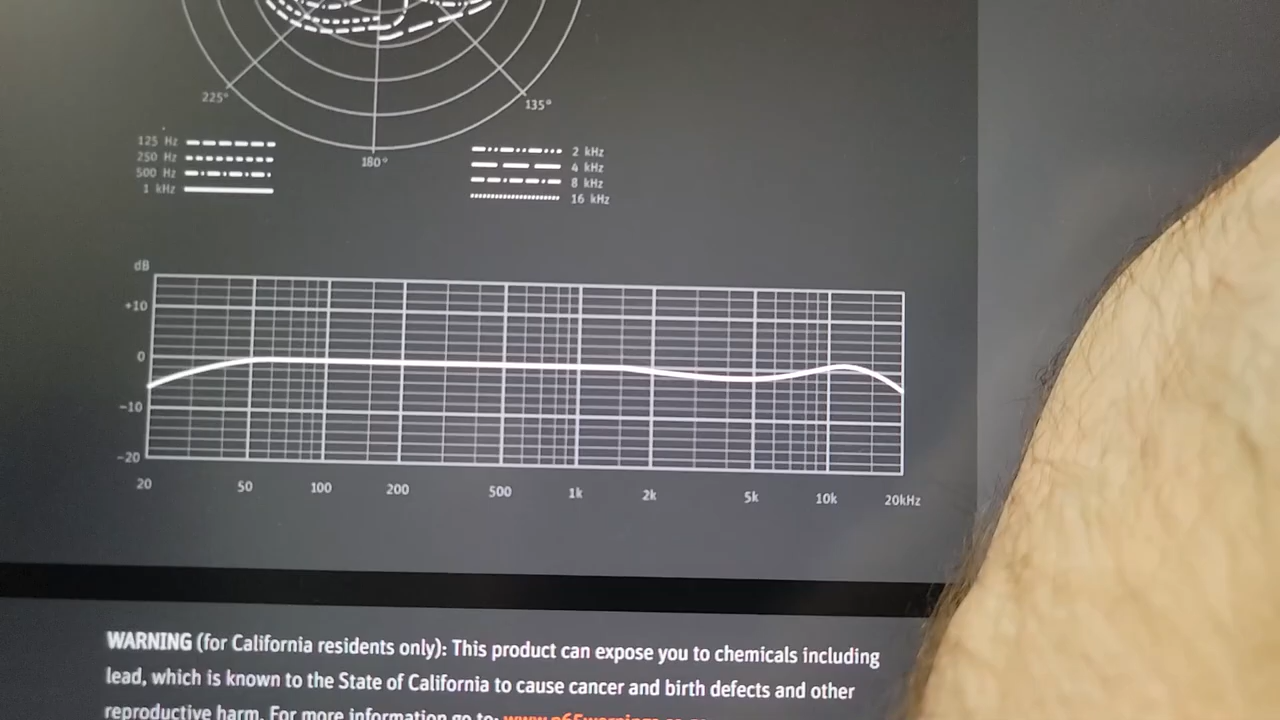 225°
135°
180°
125 Hz
250 Hz
500 Hz
1 kHz
2 kHz
4 kHz
8 kHz
16 kHz
dB
+10
0
-10
-20
20 50 100 200 500 1k 2k 5k 10k 20kHz
WARNING (for California residents only): This product can expose you to chemicals including
lead, which is known to the State of California to cause cancer and birth defects and other
reproductive harm. For more information go to: